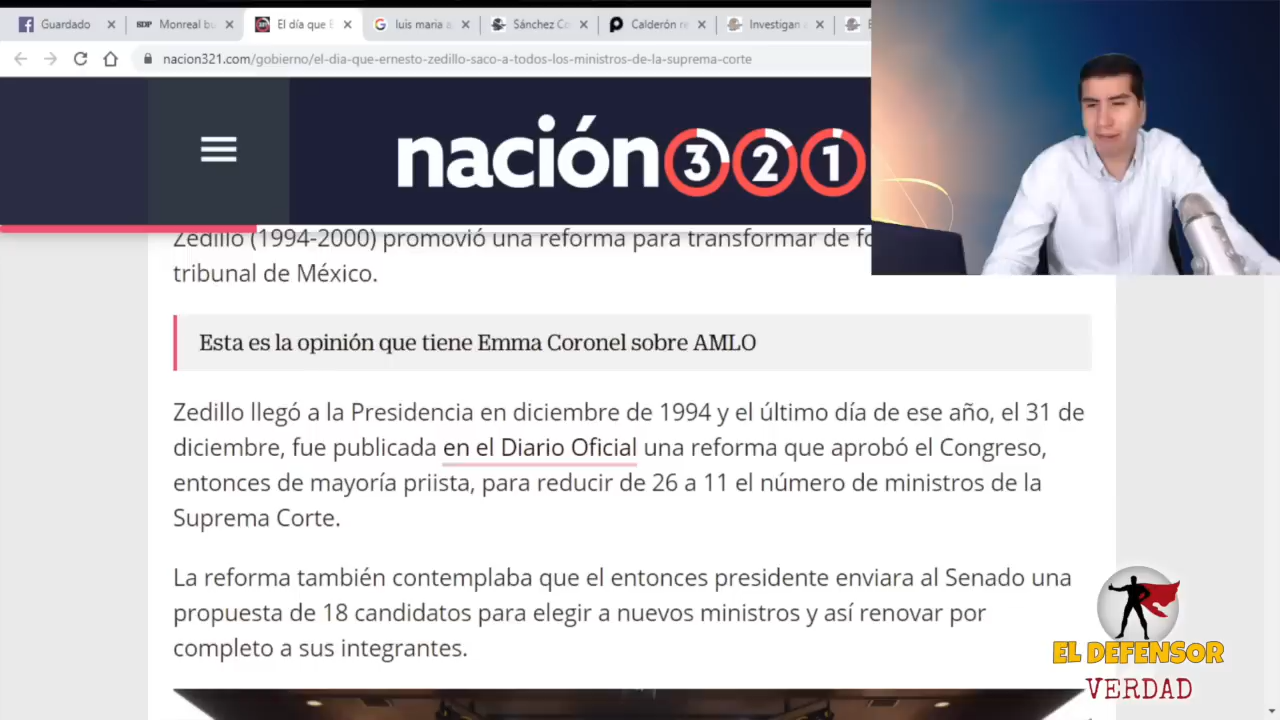 Guardado
SDP Monreal bu
El día que E
luis maria a
Sánchez Co
Calderón re
Investigan
nacion321.com/gobierno/el-dia-que-ernesto-zedillo-saco-a-todos-los-ministros-de-la-suprema-corte
nación321
Zedillo (1994-2000) promovió una reforma para transformar de
tribunal de México.
Esta es la opinión que tiene Emma Coronel sobre AMLO
Zedillo llegó a la Presidencia en diciembre de 1994 y el último día de ese año, el 31 de
diciembre, fue publicada en el Diario Oficial una reforma que aprobó el Congreso,
entonces de mayoría priista, para reducir de 26 a 11 el número de ministros de la
Suprema Corte.
La reforma también contemplaba que el entonces presidente enviara al Senado una
propuesta de 18 candidatos para elegir a nuevos ministros y así renovar por
completo a sus integrantes.
EL DEFENSOR
VERDAD